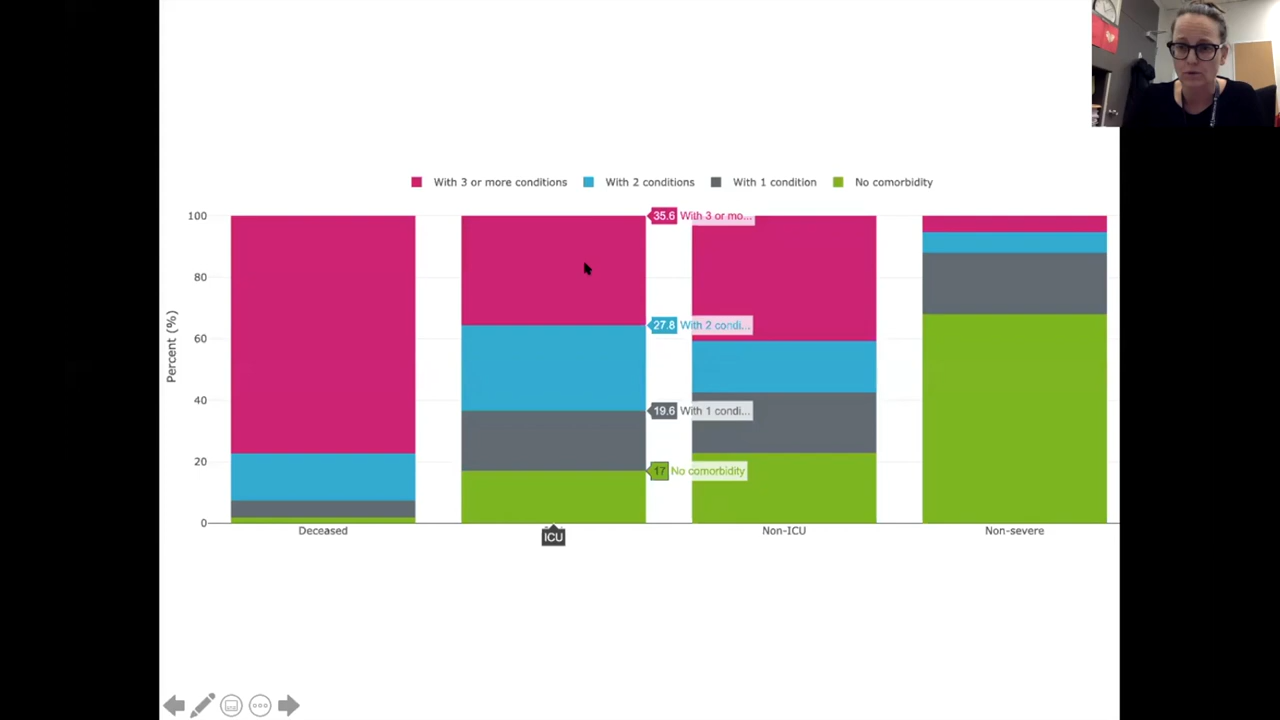 With 3 or more conditions With 2 conditions With 1 condition No comorbidity
100
80
60
40
20
0
Percent (%)
35.6 With 3 or mo...
27.8 With 2 condi...
19.6 With 1 condi...
17 No comorbidity
Deceased ICU Non-ICU Non-severe